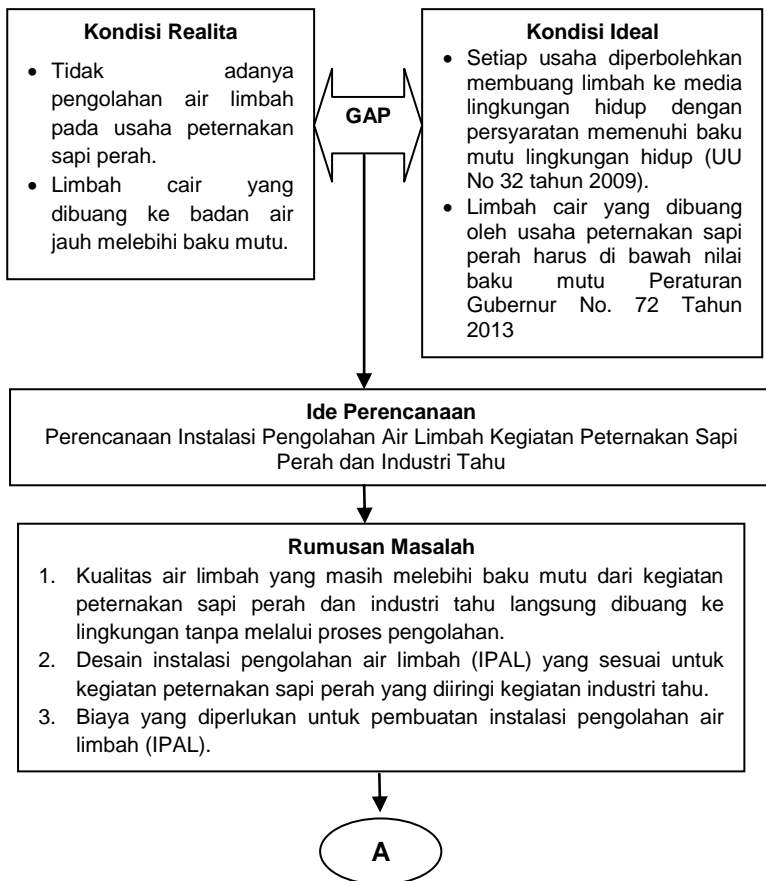 Kondisi Realita
• Tidak adanya
pengolahan air limbah
pada usaha peternakan
sapi perah.
• Limbah cair yang
dibuang ke badan air
jauh melebihi baku mutu.
GAP
Kondisi Ideal
• Setiap usaha diperbolehkan
membuang limbah ke media
lingkungan hidup dengan
persyaratan memenuhi baku
mutu lingkungan hidup (UU
No 32 tahun 2009).
• Limbah cair yang dibuang
oleh usaha peternakan sapi
perah harus di bawah nilai
baku mutu Peraturan
Gubernur No. 72 Tahun
2013
Ide Perencanaan
Perencanaan Instalasi Pengolahan Air Limbah Kegiatan Peternakan Sapi
Perah dan Industri Tahu
Rumusan Masalah
1. Kualitas air limbah yang masih melebihi baku mutu dari kegiatan
peternakan sapi perah dan industri tahu langsung dibuang ke
lingkungan tanpa melalui proses pengolahan.
2. Desain instalasi pengolahan air limbah (IPAL) yang sesuai untuk
kegiatan peternakan sapi perah yang diiringi kegiatan industri tahu.
3. Biaya yang diperlukan untuk pembuatan instalasi pengolahan air
limbah (IPAL).
A